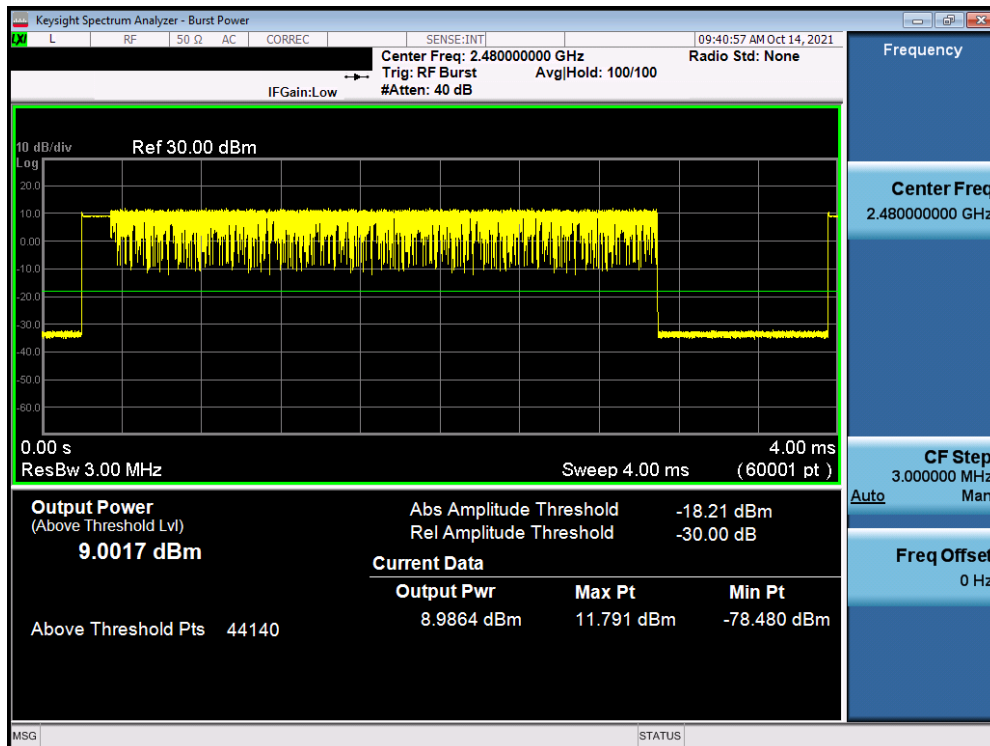 Keysight Spectrum Analyzer - Burst Power
LXI L RF 50 Ω AC CORREC SENSE:INT 09:40:57 AM Oct 14, 2021
Center Freq: 2.480000000 GHz Radio Std: None
Trig: RF Burst Avg|Hold: 100/100
IFGain:Low #Atten: 40 dB
Frequency
10 dB/div Ref 30.00 dBm
Log
20.0
10.0
0.00
-10.0
-20.0
-30.0
-40.0
-50.0
-60.0
0.00 s 4.00 ms
ResBw 3.00 MHz Sweep 4.00 ms (60001 pt)
Center Freq
2.480000000 GHz
CF Step
3.000000 MHz
Auto Man
Freq Offset
0 Hz
Output Power
(Above Threshold Lvl)
9.0017 dBm
Above Threshold Pts 44140
Abs Amplitude Threshold -18.21 dBm
Rel Amplitude Threshold -30.00 dB
Current Data
Output Pwr Max Pt Min Pt
8.9864 dBm 11.791 dBm -78.480 dBm
MSG STATUS